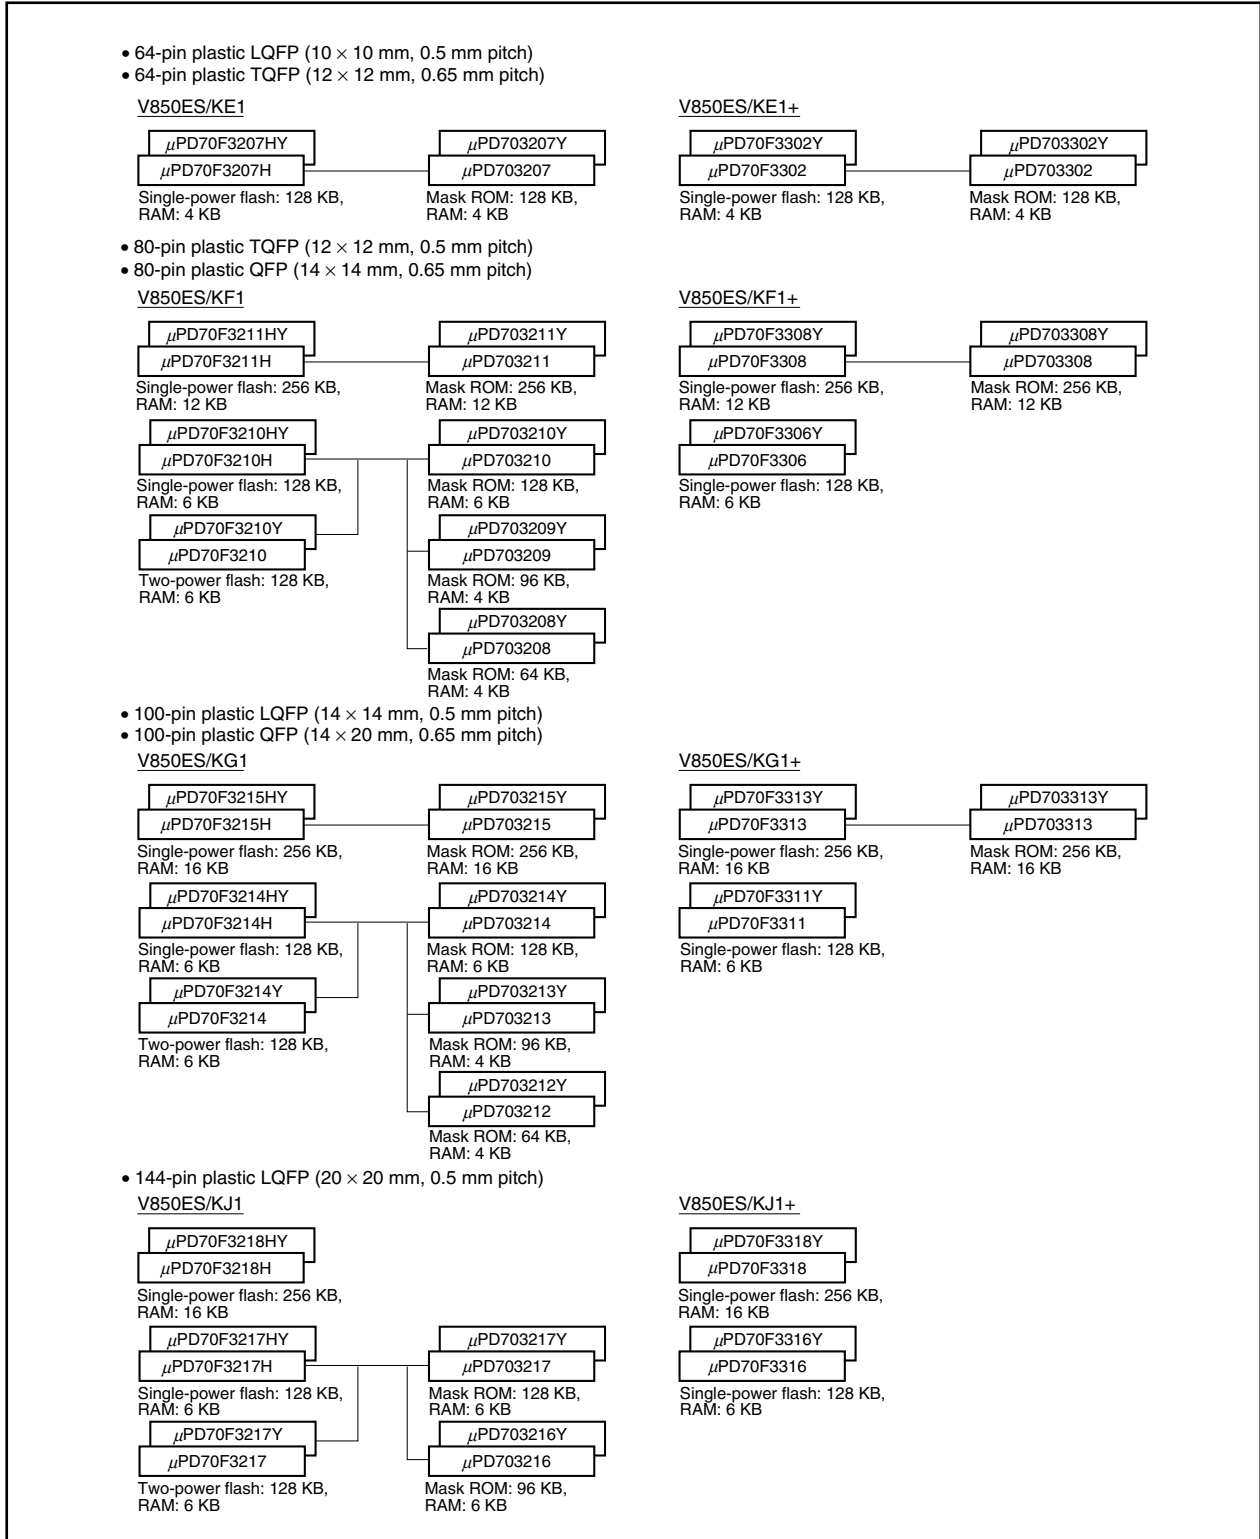 • 64-pin plastic LQFP (10 × 10 mm, 0.5 mm pitch)
• 64-pin plastic TQFP (12 × 12 mm, 0.65 mm pitch)
V850ES/KE1
μPD70F3207HY
μPD70F3207H
Single-power flash: 128 KB,
RAM: 4 KB
μPD703207Y
μPD703207
Mask ROM: 128 KB,
RAM: 4 KB
V850ES/KE1+
μPD70F3302Y
μPD70F3302
Single-power flash: 128 KB,
RAM: 4 KB
μPD703302Y
μPD703302
Mask ROM: 128 KB,
RAM: 4 KB
• 80-pin plastic TQFP (12 × 12 mm, 0.5 mm pitch)
• 80-pin plastic QFP (14 × 14 mm, 0.65 mm pitch)
V850ES/KF1
μPD70F3211HY
μPD70F3211H
Single-power flash: 256 KB,
RAM: 12 KB
μPD703211Y
μPD703211
Mask ROM: 256 KB,
RAM: 12 KB
μPD70F3210HY
μPD70F3210H
Single-power flash: 128 KB,
RAM: 6 KB
μPD703210Y
μPD703210
Mask ROM: 128 KB,
RAM: 6 KB
μPD70F3210Y
μPD70F3210
Two-power flash: 128 KB,
RAM: 6 KB
μPD703209Y
μPD703209
Mask ROM: 96 KB,
RAM: 4 KB
μPD703208Y
μPD703208
Mask ROM: 64 KB,
RAM: 4 KB
V850ES/KF1+
μPD70F3308Y
μPD70F3308
Single-power flash: 256 KB,
RAM: 12 KB
μPD703308Y
μPD703308
Mask ROM: 256 KB,
RAM: 12 KB
μPD70F3306Y
μPD70F3306
Single-power flash: 128 KB,
RAM: 6 KB
• 100-pin plastic LQFP (14 × 14 mm, 0.5 mm pitch)
• 100-pin plastic QFP (14 × 20 mm, 0.65 mm pitch)
V850ES/KG1
μPD70F3215HY
μPD70F3215H
Single-power flash: 256 KB,
RAM: 16 KB
μPD703215Y
μPD703215
Mask ROM: 256 KB,
RAM: 16 KB
μPD70F3214HY
μPD70F3214H
Single-power flash: 128 KB,
RAM: 6 KB
μPD703214Y
μPD703214
Mask ROM: 128 KB,
RAM: 6 KB
μPD70F3214Y
μPD70F3214
Two-power flash: 128 KB,
RAM: 6 KB
μPD703213Y
μPD703213
Mask ROM: 96 KB,
RAM: 4 KB
μPD703212Y
μPD703212
Mask ROM: 64 KB,
RAM: 4 KB
V850ES/KG1+
μPD70F3313Y
μPD70F3313
Single-power flash: 256 KB,
RAM: 16 KB
μPD703313Y
μPD703313
Mask ROM: 256 KB,
RAM: 16 KB
μPD70F3311Y
μPD70F3311
Single-power flash: 128 KB,
RAM: 6 KB
• 144-pin plastic LQFP (20 × 20 mm, 0.5 mm pitch)
V850ES/KJ1
μPD70F3218HY
μPD70F3218H
Single-power flash: 256 KB,
RAM: 16 KB
μPD70F3217HY
μPD70F3217H
Single-power flash: 128 KB,
RAM: 6 KB
μPD703217Y
μPD703217
Mask ROM: 128 KB,
RAM: 6 KB
μPD70F3217Y
μPD70F3217
Two-power flash: 128 KB,
RAM: 6 KB
μPD703216Y
μPD703216
Mask ROM: 96 KB,
RAM: 6 KB
V850ES/KJ1+
μPD70F3318Y
μPD70F3318
Single-power flash: 256 KB,
RAM: 16 KB
μPD70F3316Y
μPD70F3316
Single-power flash: 128 KB,
RAM: 6 KB